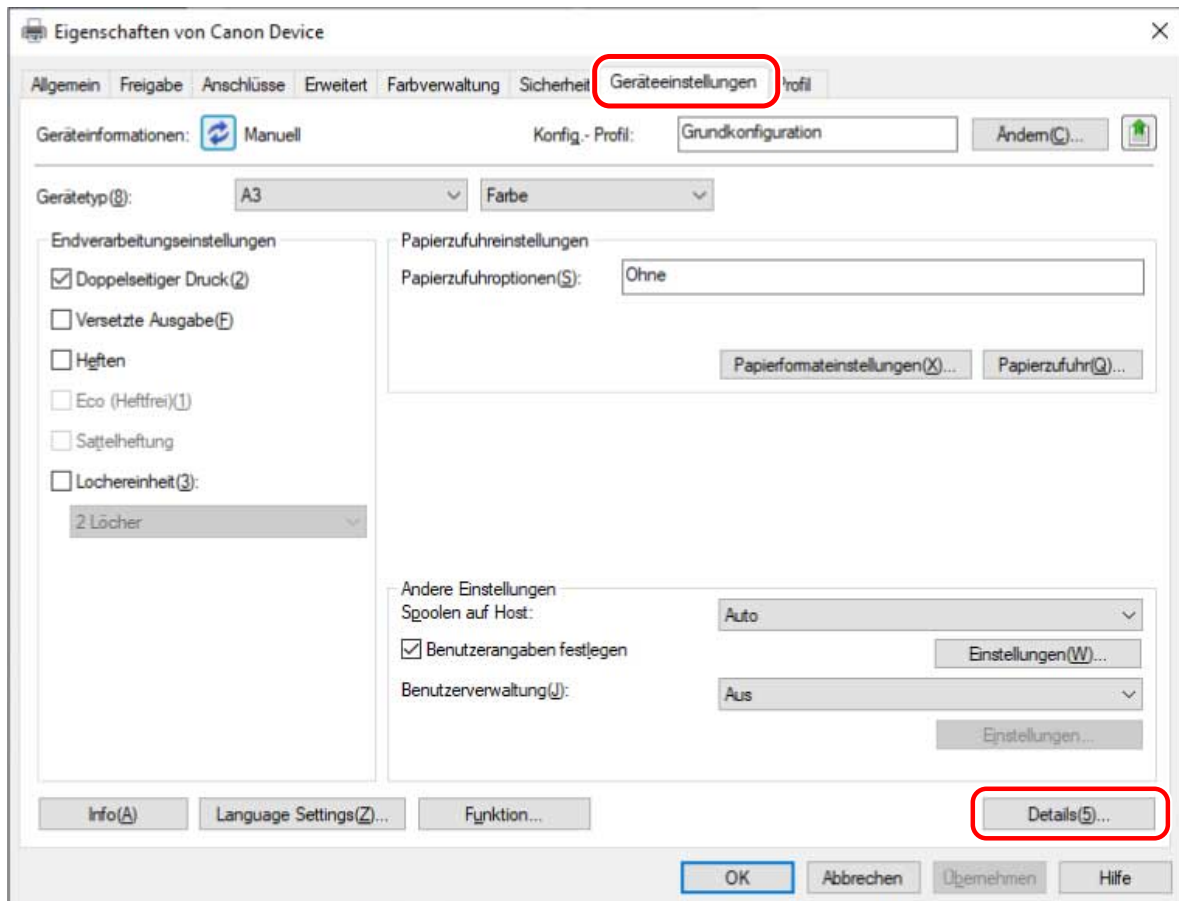 Eigenschaften von Canon Device
Allgemein Freigabe Anschlüsse Erweitert Farbverwaltung Sicherheit Geräteeinstellungen Profil
Geräteinformationen: Manuell Konfig.- Profil: Grundkonfiguration Ändern(C)...
Gerätetyp(8): A3 Farbe
Endverarbeitungseinstellungen
Doppelseitiger Druck(2)
Versetzte Ausgabe(F)
Heften
Eco (Heftfrei)(1)
Sattelheftung
Lochereinheit(3):
2 Löcher
Papierzufuhreinstellungen
Papierzufuhroptionen(S): Ohne
Papierformateinstellungen(X)... Papierzufuhr(Q)...
Andere Einstellungen
Spoolen auf Host: Auto
Benutzerangaben festlegen Einstellungen(W)...
Benutzerverwaltung(J): Aus
Einstellungen...
Info(A) Language Settings(Z)... Funktion... Details(5)...
OK Abbrechen Übernehmen Hilfe